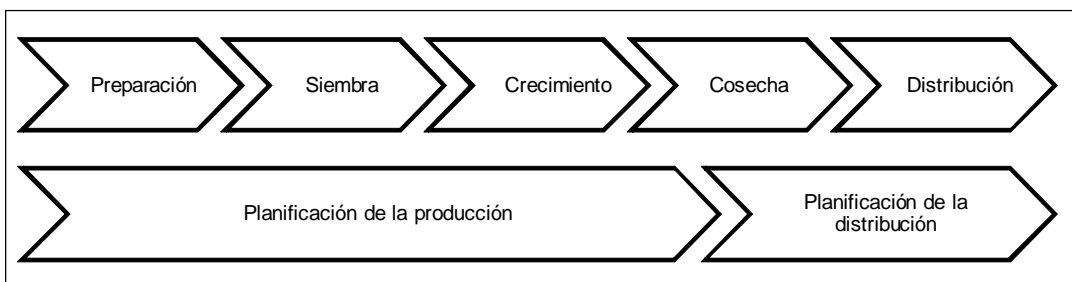 Preparación
Siembra
Crecimiento
Cosecha
Distribución
Planificación de la producción
Planificación de la
distribución